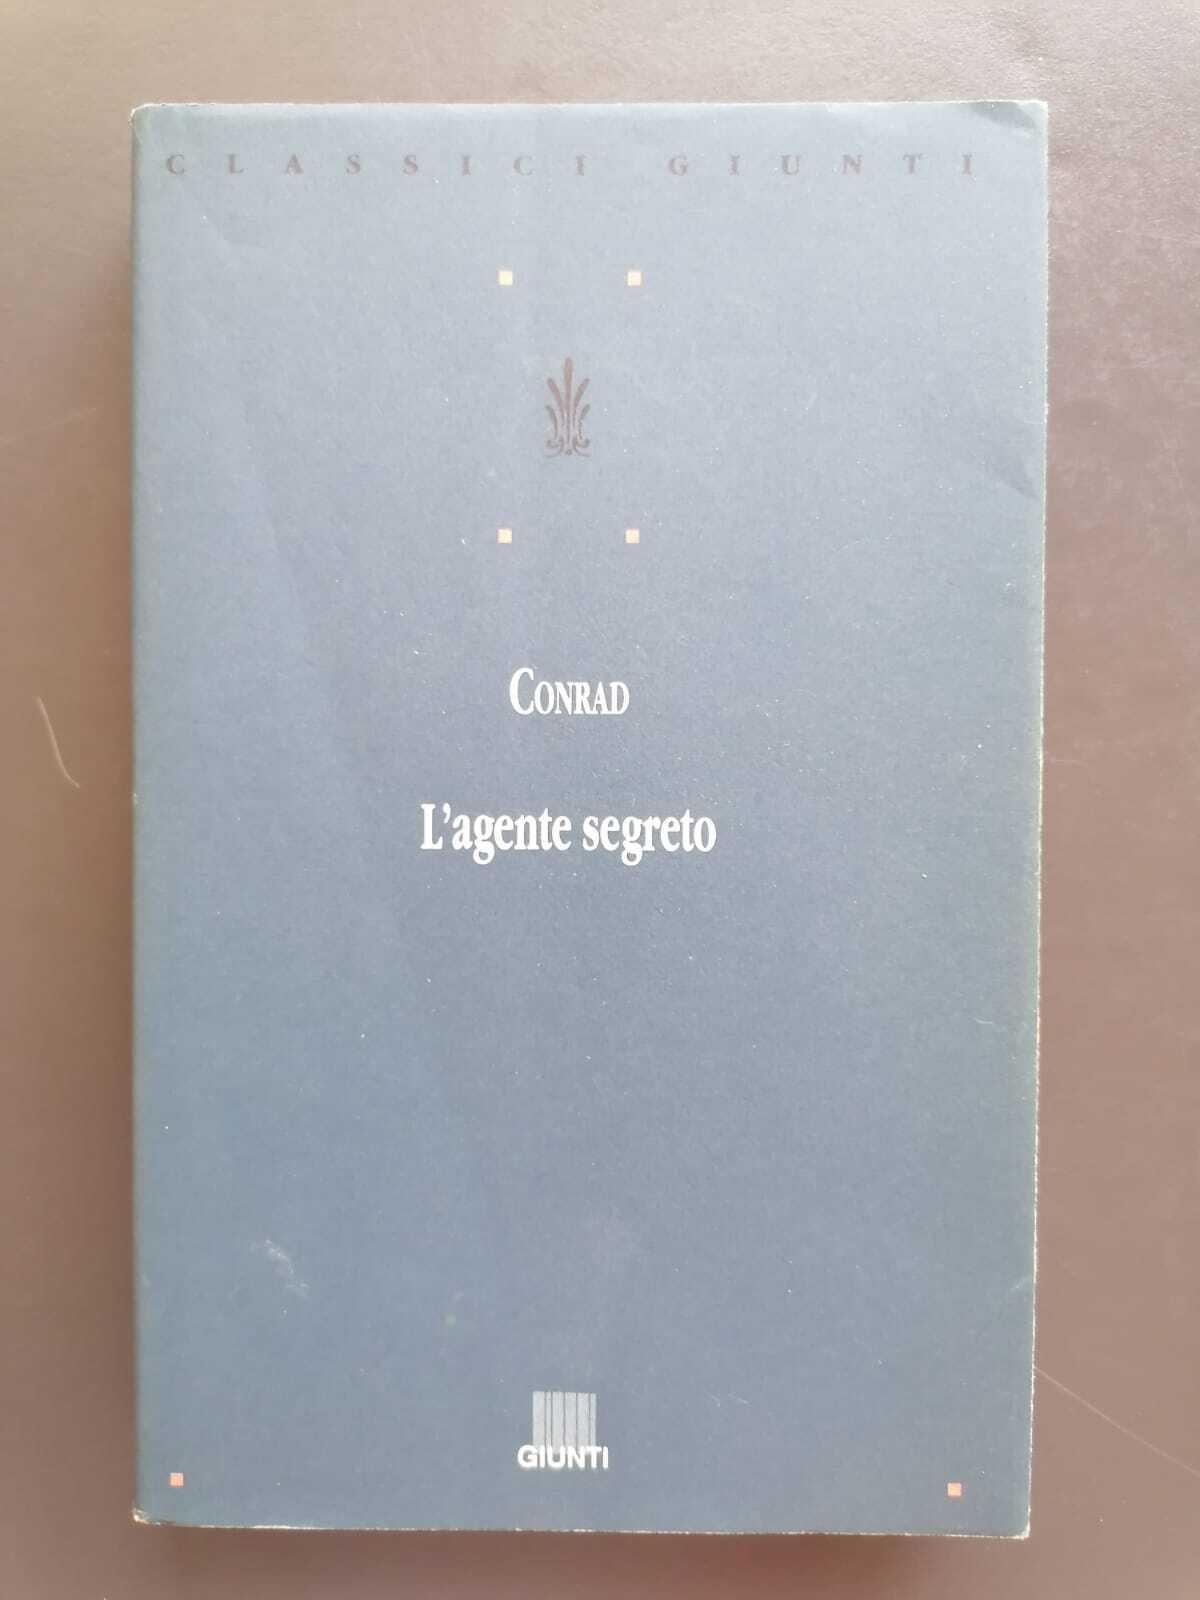 CLASSICI GIUNTI
CONRAD
L'agente segreto
GIUNTI